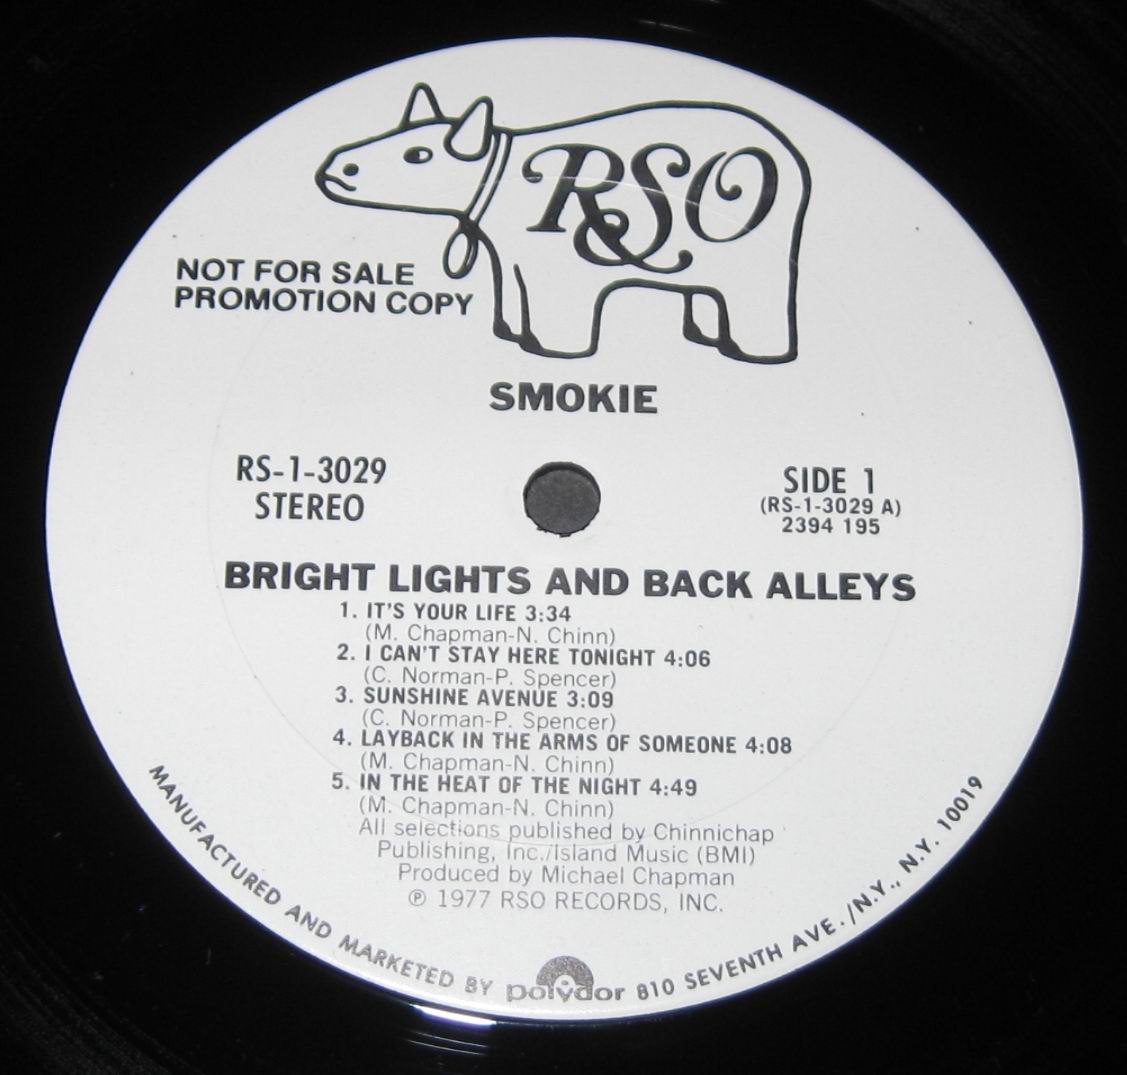 RSO
NOT FOR SALE
PROMOTION COPY
SMOKIE
RS-1-3029
STEREO
SIDE 1
(RS-1-3029 A)
2394 195
BRIGHT LIGHTS AND BACK ALLEYS
1. IT'S YOUR LIFE 3:34
(M. Chapman-N. Chinn)
2. I CAN'T STAY HERE TONIGHT 4:06
(C. Norman-P. Spencer)
3. SUNSHINE AVENUE 3:09
(C. Norman-P. Spencer)
4. LAYBACK IN THE ARMS OF SOMEONE 4:08
(M. Chapman-N. Chinn)
5. IN THE HEAT OF THE NIGHT 4:49
(M. Chapman-N. Chinn)
All selections published by Chinnichap
Publishing, Inc./Island Music (BMI)
Produced by Michael Chapman
℗ 1977 RSO RECORDS, INC.
MANUFACTURED AND MARKETED BY polydor 810 SEVENTH AVE./N.Y., N.Y. 10019